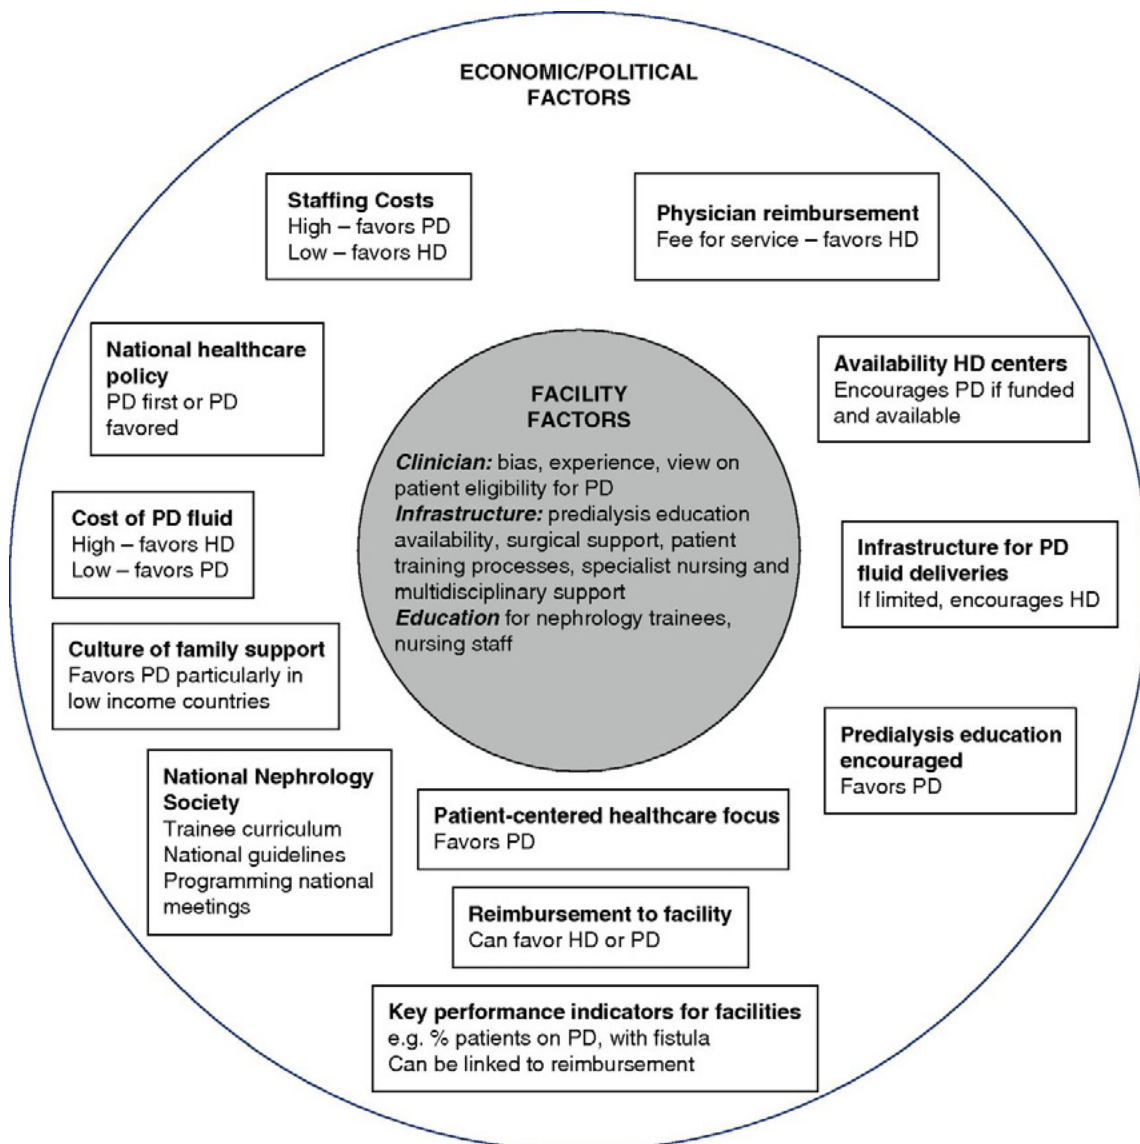 ECONOMIC/POLITICAL
FACTORS
Staffing Costs
High – favors PD
Low – favors HD
Physician reimbursement
Fee for service – favors HD
National healthcare
policy
PD first or PD
favored
Availability HD centers
Encourages PD if funded
and available
FACILITY
FACTORS
Clinician: bias, experience, view on
patient eligibility for PD
Infrastructure: predialysis education
availability, surgical support, patient
training processes, specialist nursing and
multidisciplinary support
Education for nephrology trainees,
nursing staff
Cost of PD fluid
High – favors HD
Low – favors PD
Infrastructure for PD
fluid deliveries
If limited, encourages HD
Culture of family support
Favors PD particularly in
low income countries
Predialysis education
encouraged
Favors PD
National Nephrology
Society
Trainee curriculum
National guidelines
Programming national
meetings
Patient-centered healthcare focus
Favors PD
Reimbursement to facility
Can favor HD or PD
Key performance indicators for facilities
e.g. % patients on PD, with fistula
Can be linked to reimbursement